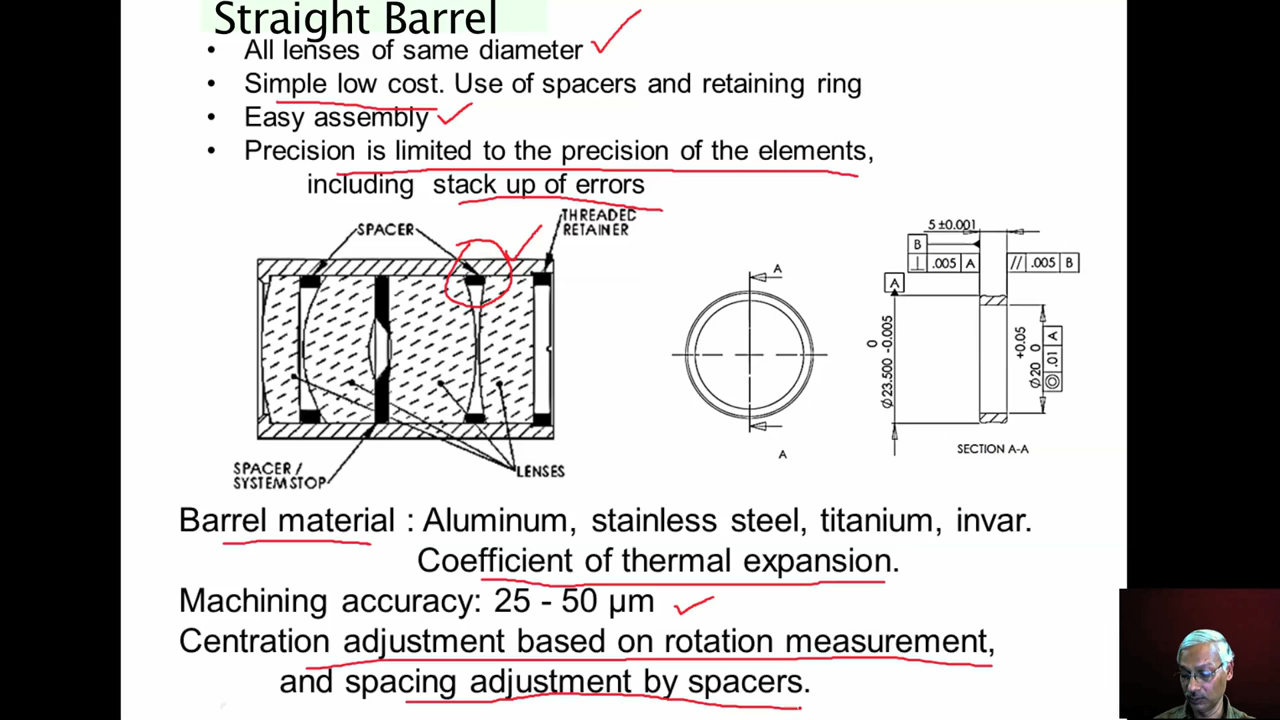 Straight Barrel
• All lenses of same diameter
• Simple low cost. Use of spacers and retaining ring
• Easy assembly
• Precision is limited to the precision of the elements,
including stack up of errors
SPACER
THREADED
RETAINER
SPACER /
SYSTEM STOP
LENSES
A
A
5 ±0.001
B
⊥ .005 A
// .005 B
A
Ø23.500 0 -0.005
Ø20 +0.05 0
◎ .01 A
SECTION A-A
Barrel material : Aluminum, stainless steel, titanium, invar.
Coefficient of thermal expansion.
Machining accuracy: 25 - 50 μm
Centration adjustment based on rotation measurement,
and spacing adjustment by spacers.